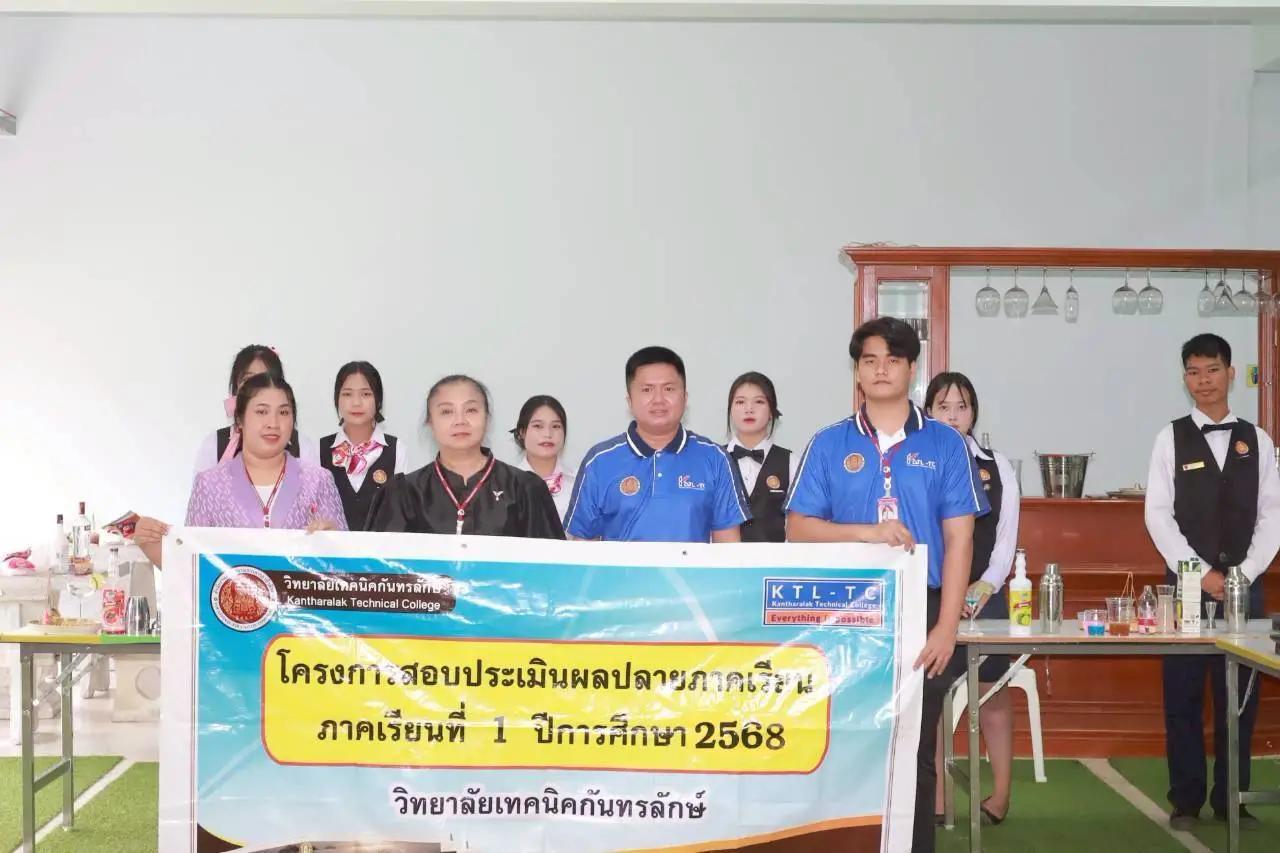 วิทยาลัยเทคนิคกันทรลักษ์
Kantharalak Technical College
KTL-TC
Kantharalak Technical College
Everything Is possible
โครงการสอบประเมินผลปลายภาคเรียน
ภาคเรียนที่ 1 ปีการศึกษา 2568
วิทยาลัยเทคนิคกันทรลักษ์